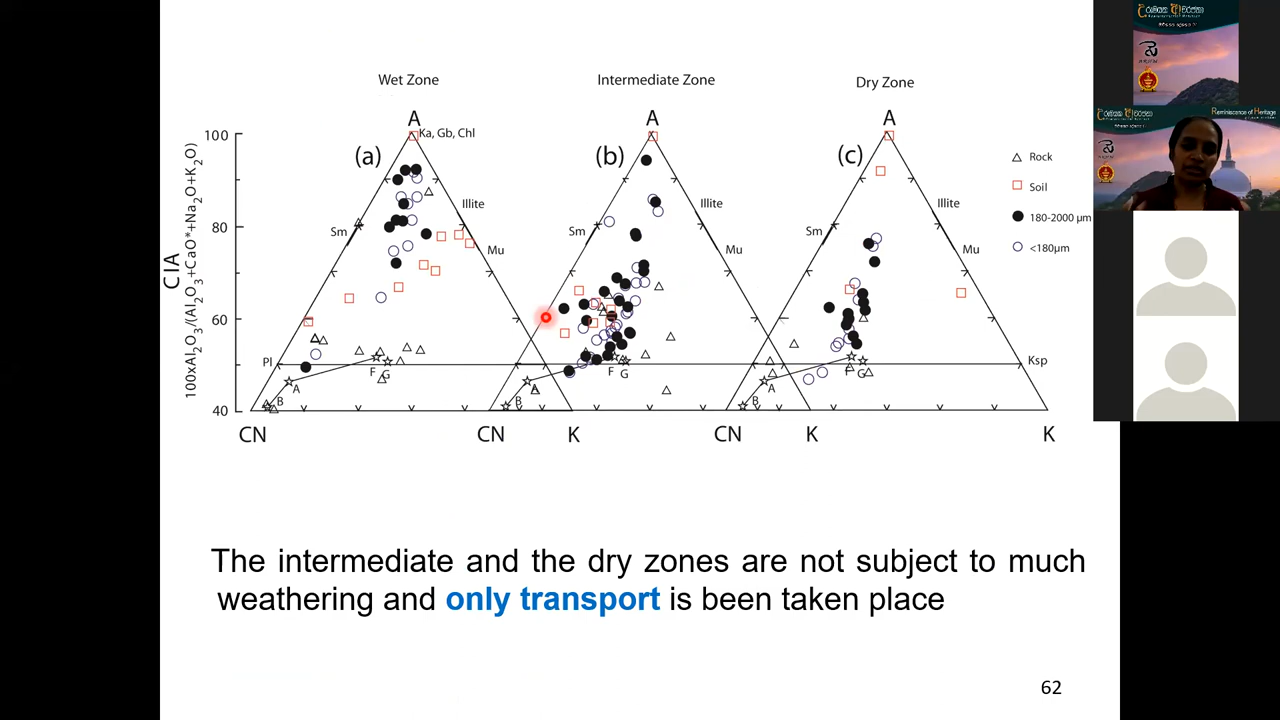 Wet Zone
Intermediate Zone
Dry Zone
A
Ka, Gb, Chl
A
A
100
80
60
40
CIA
100xAl2O3/(Al2O3+CaO*+Na2O+K2O)
(a)
(b)
(c)
Illite
Illite
Illite
Sm
Sm
Sm
Mu
Mu
Mu
Pl
Ksp
F
G
A
B
F
G
A
B
F
G
A
B
CN
CN
K
CN
K
K
Rock
Soil
180-2000 µm
<180µm
The intermediate and the dry zones are not subject to much
weathering and only transport is been taken place
62
Reminiscence of Heritage